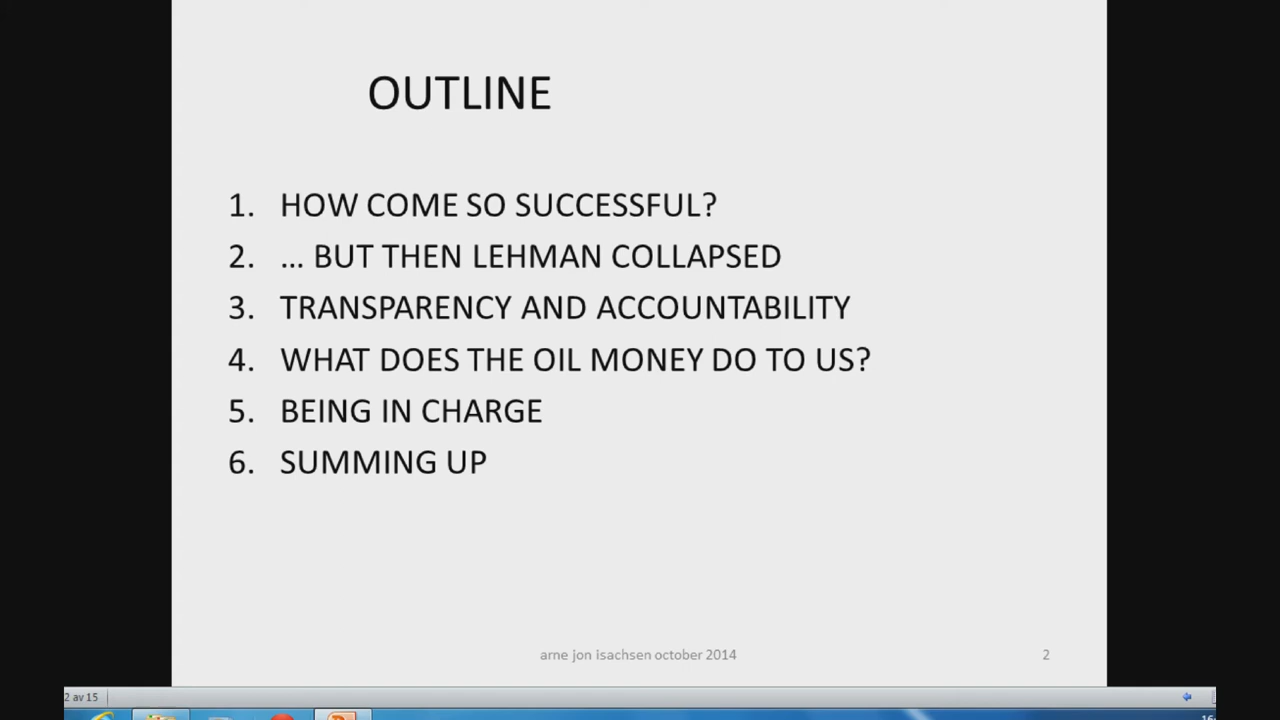 OUTLINE
1. HOW COME SO SUCCESSFUL?
2. ... BUT THEN LEHMAN COLLAPSED
3. TRANSPARENCY AND ACCOUNTABILITY
4. WHAT DOES THE OIL MONEY DO TO US?
5. BEING IN CHARGE
6. SUMMING UP
arne jon isachsen october 2014
2
2 av 15